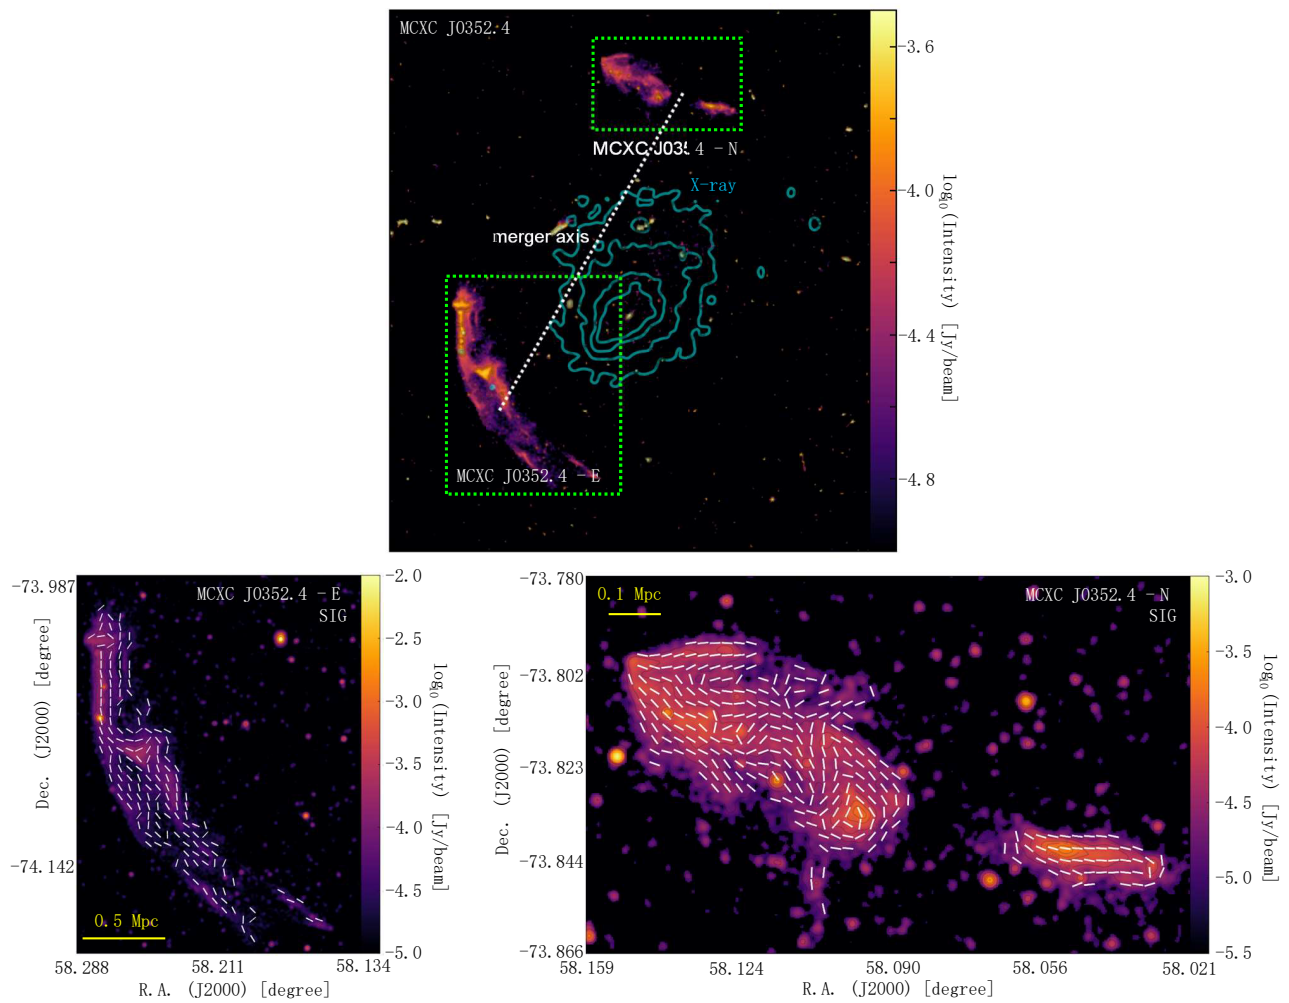 MCXC J0352.4
MCXC J035.4 - N
X-ray
merger axis
MCXC J0352.4 - E
-3.6
-4.0
-4.4
-4.8
log10(Intensity) [Jy/beam]
MCXC J0352.4 - E
SIG
0.5 Mpc
-73.987
-74.142
Dec. (J2000) [degree]
58.288 58.211 58.134
R.A. (J2000) [degree]
-2.0
-2.5
-3.0
-3.5
-4.0
-4.5
-5.0
log10(Intensity) [Jy/beam]
0.1 Mpc
MCXC J0352.4 - N
SIG
-73.780
-73.802
-73.823
-73.844
-73.866
Dec. (J2000) [degree]
58.159 58.124 58.090 58.056 58.021
R.A. (J2000) [degree]
-3.0
-3.5
-4.0
-4.5
-5.0
-5.5
log10(Intensity) [Jy/beam]